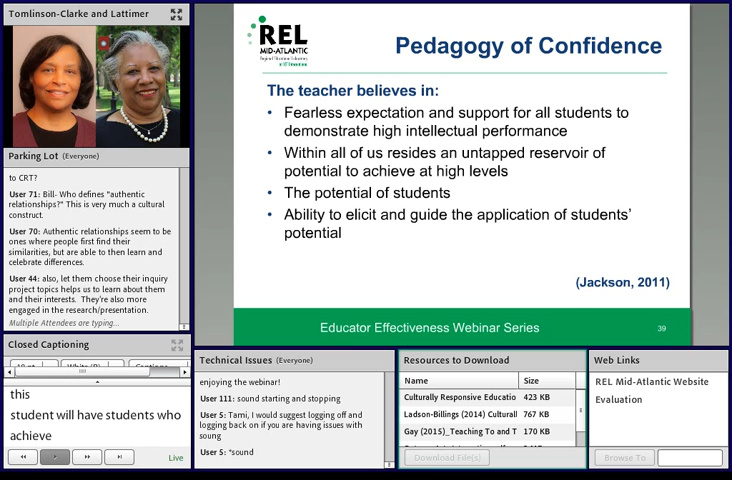 Tomlinson-Clarke and Lattimer
Parking Lot (Everyone)
to CRT?
User 71: Bill- Who defines "authentic
relationships?" This is very much a cultural
construct.
User 70: Authentic relationships seem to be
ones where people first find their
similarities, but are able to then learn and
celebrate differences.
User 44: also, let them choose their inquiry
project topics helps us to learn about them
and their interests. They're also more
engaged in the research/presentation.
Multiple Attendees are typing...
Closed Captioning
this
student will have students who
achieve
Live
REL
MID-ATLANTIC
Pedagogy of Confidence
The teacher believes in:
• Fearless expectation and support for all students to
demonstrate high intellectual performance
• Within all of us resides an untapped reservoir of
potential to achieve at high levels
• The potential of students
• Ability to elicit and guide the application of students'
potential
(Jackson, 2011)
Educator Effectiveness Webinar Series
39
Technical Issues (Everyone)
enjoying the webinar!
User 111: sound starting and stopping
User 5: Tami, I would suggest logging off and
logging back on if you are having issues with
soung
User 5: *sound
Resources to Download
Name Size
Culturally Responsive Educatio 423 KB
Ladson-Billings (2014) Culturall 767 KB
Gay (2015)_Teaching To and T 170 KB
Download File(s)
Web Links
REL Mid-Atlantic Website
Evaluation
Browse To